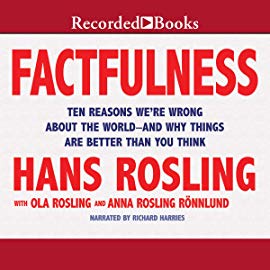 Recorded Books
FACTFULNESS
TEN REASONS WE'RE WRONG
ABOUT THE WORLD—AND WHY THINGS
ARE BETTER THAN YOU THINK
HANS ROSLING
WITH OLA ROSLING AND ANNA ROSLING RÖNNLUND
NARRATED BY RICHARD HARRIES